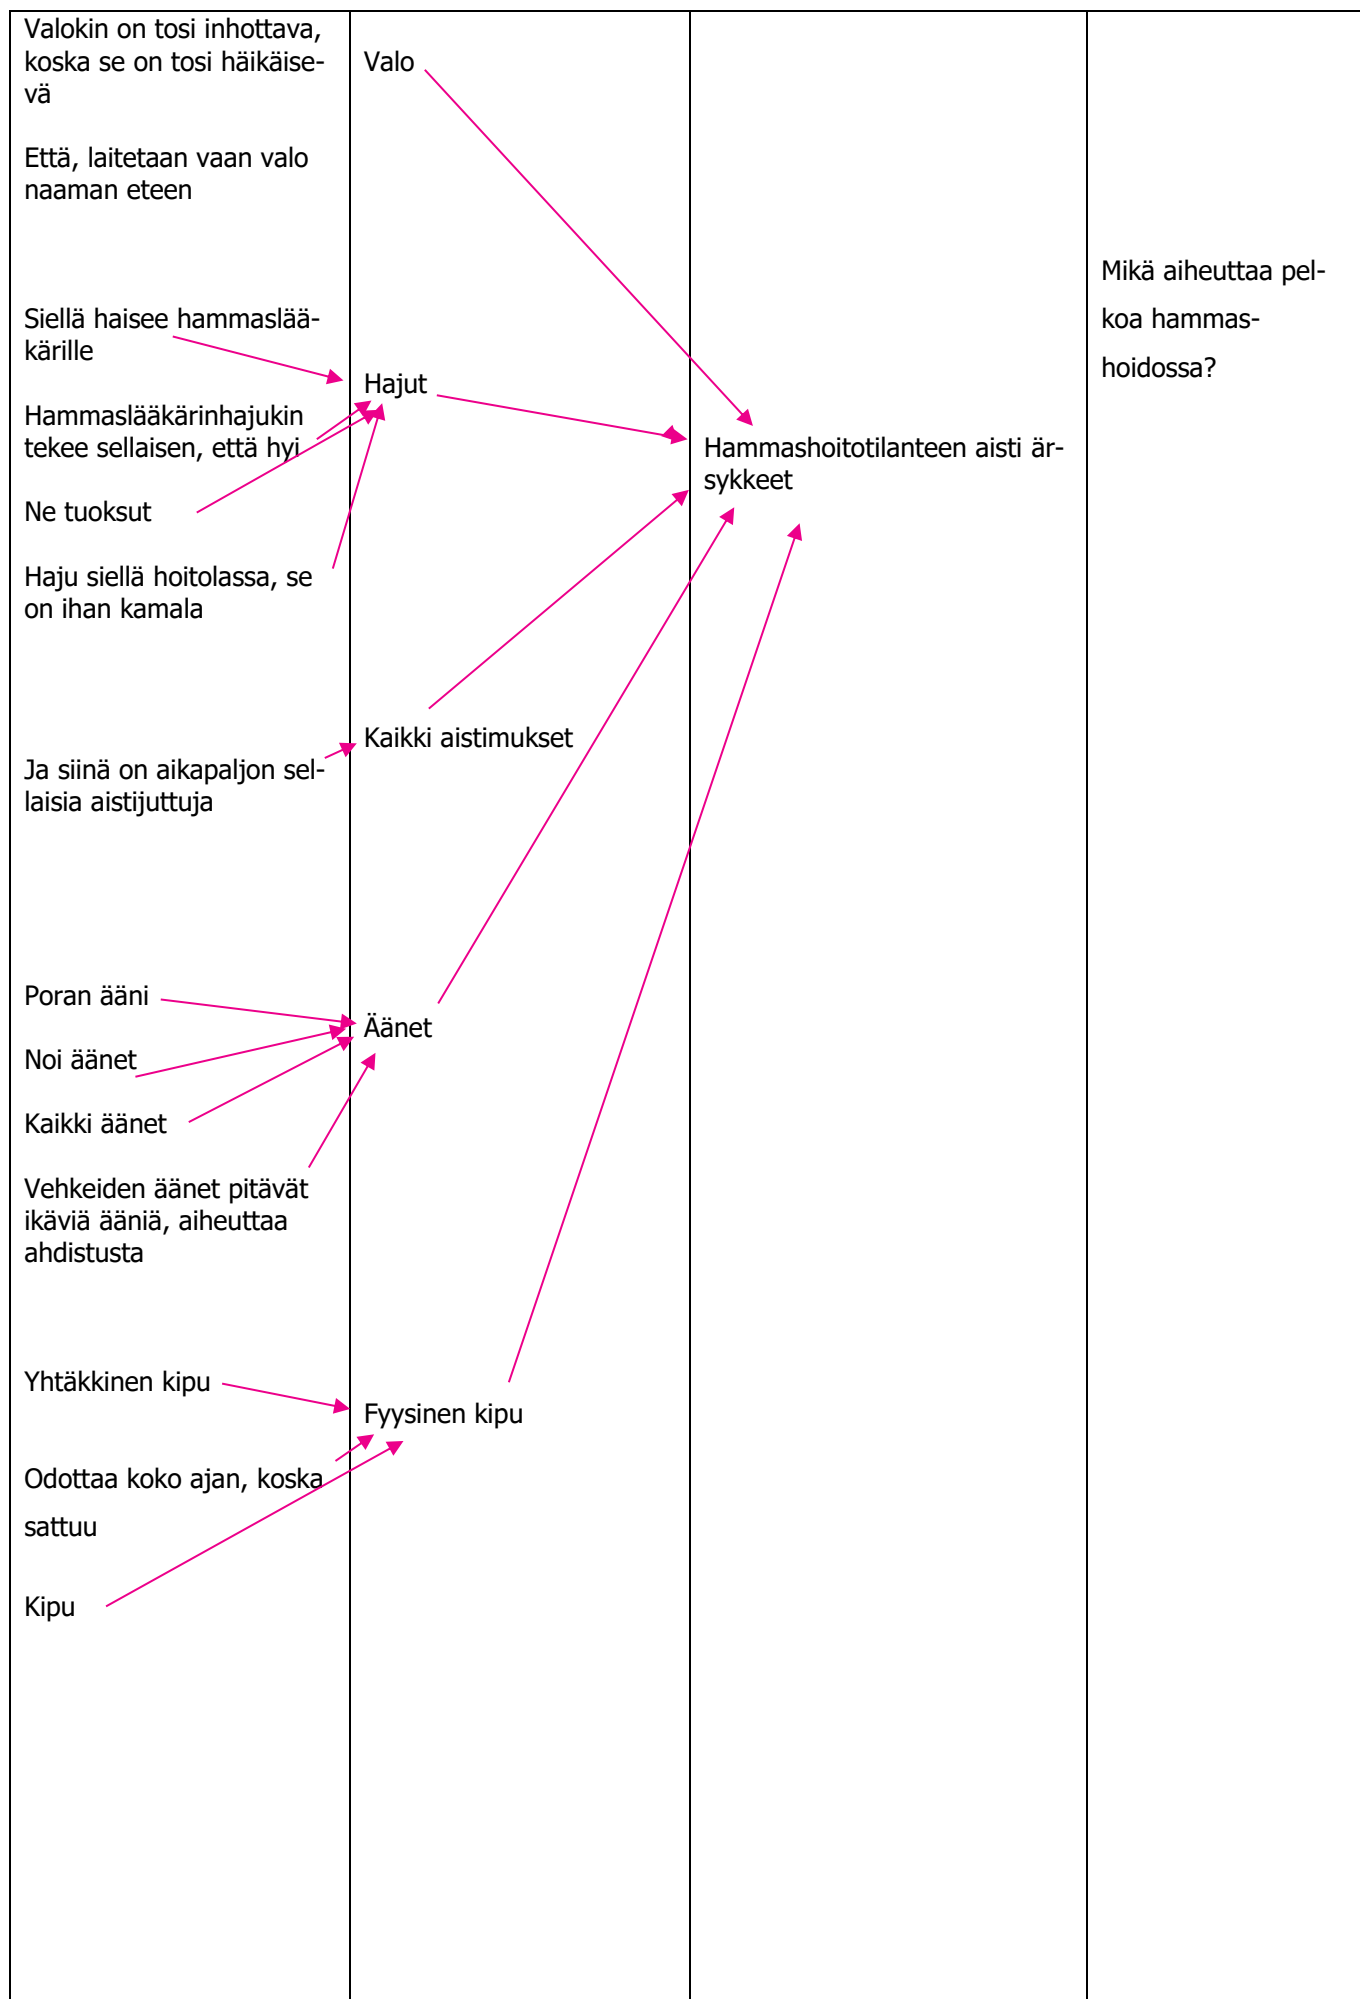 Valokin on tosi inhottava,
koska se on tosi häikäise-
vä
Että, laitetaan vaan valo
naaman eteen
Siellä haisee hammaslää-
kärille
Hammaslääkärinhajukin
tekee sellaisen, että hyi
Ne tuoksut
Haju siellä hoitolassa, se
on ihan kamala
Ja siinä on aikapaljon sel-
laisia aistijuttuja
Poran ääni
Noi äänet
Kaikki äänet
Vehkeiden äänet pitävät
ikäviä ääniä, aiheuttaa
ahdistusta
Yhtäkkinen kipu
Odottaa koko ajan, koska
sattuu
Kipu
Valo
Hajut
Kaikki aistimukset
Äänet
Fyysinen kipu
Hammashoitotilanteen aisti är-
sykkeet
Mikä aiheuttaa pel-
koa hammas-
hoidossa?